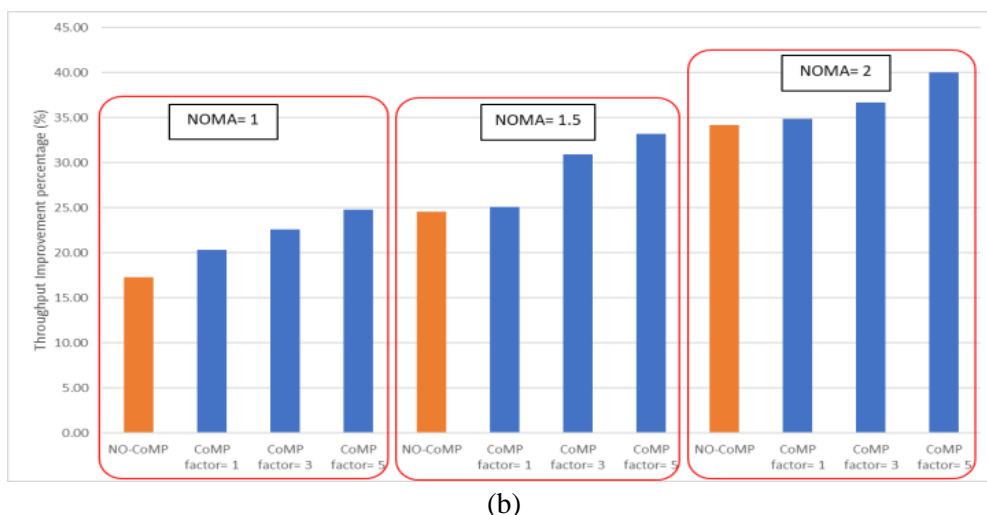 Throughput Improvement percentage (%)
45.00
40.00
35.00
30.00
25.00
20.00
15.00
10.00
5.00
0.00
NOMA= 1
NOMA= 1.5
NOMA= 2
NO-CoMP
CoMP
factor= 1
CoMP
factor= 3
CoMP
factor= 5
NO-CoMP
CoMP
factor= 1
CoMP
factor= 3
CoMP
factor= 5
NO-CoMP
CoMP
factor= 1
CoMP
factor= 3
CoMP
factor= 5
(b)